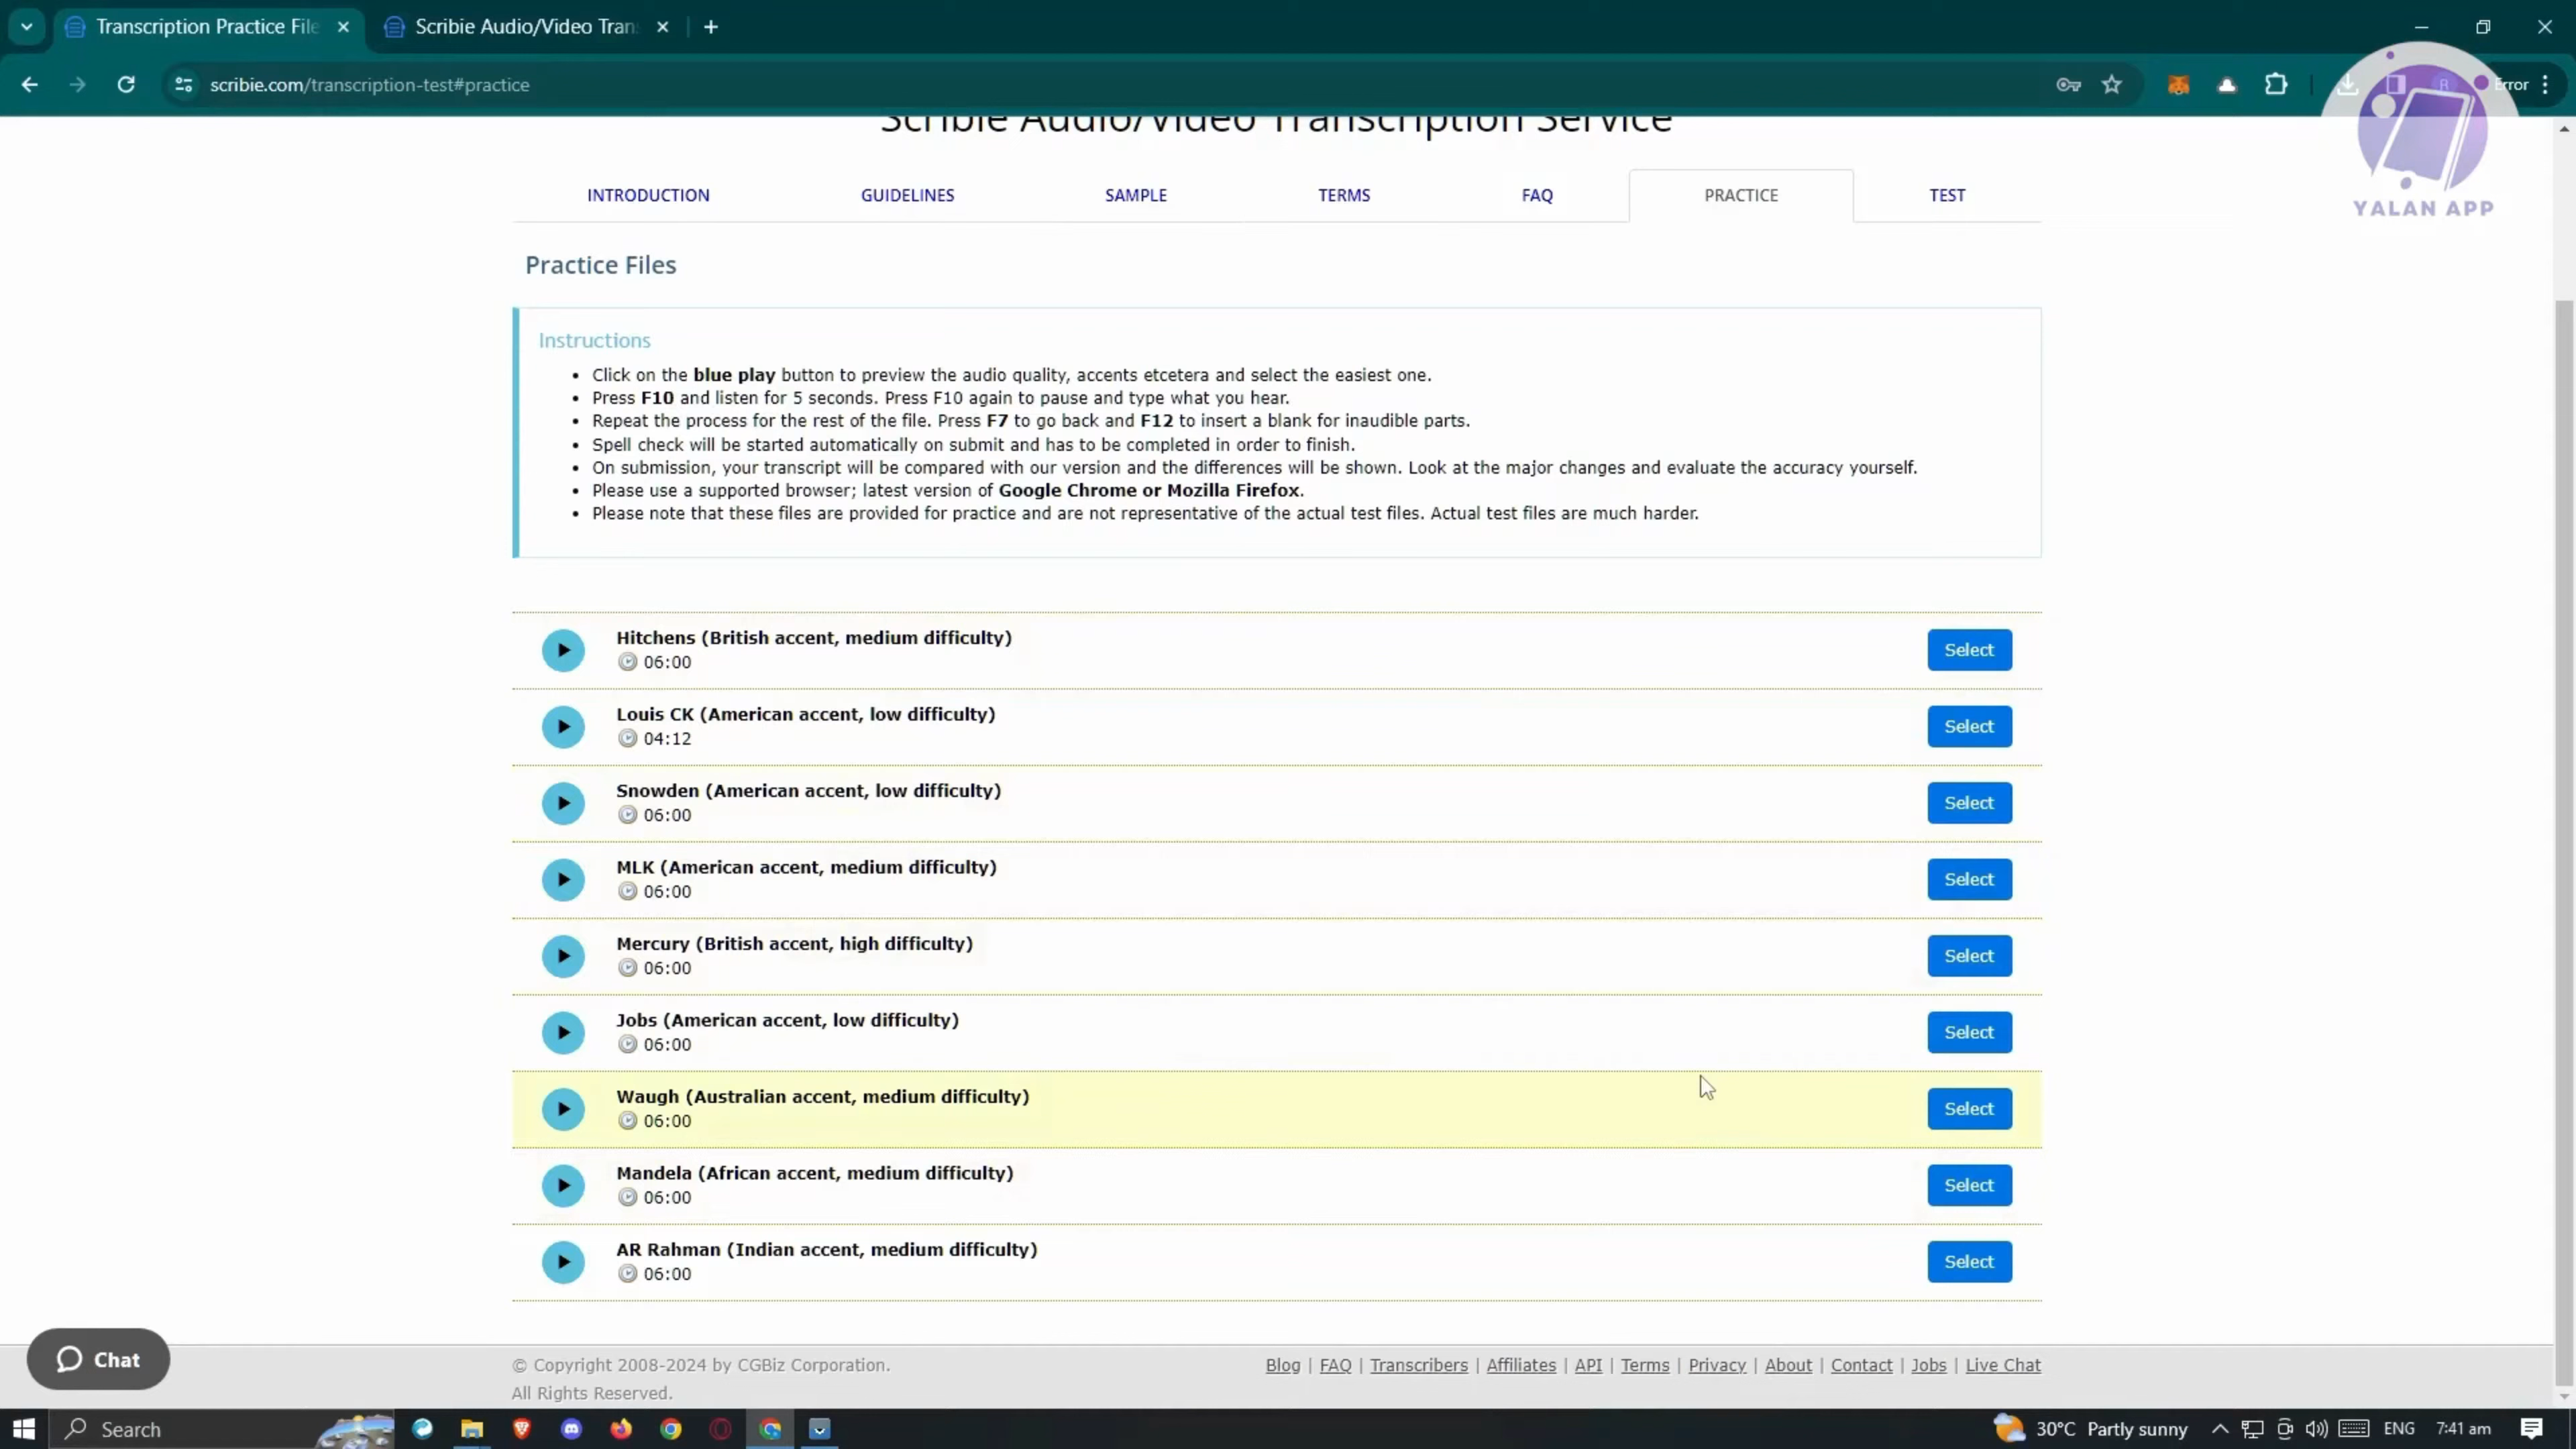 Transcription Practice File
Scribie Audio/Video Tran
scribie.com/transcription-test#practice
Error
Scribie Audio/Video Transcription Service
YALAN APP
INTRODUCTION GUIDELINES SAMPLE TERMS FAQ PRACTICE TEST
Practice Files
Instructions
• Click on the blue play button to preview the audio quality, accents etcetera and select the easiest one.
• Press F10 and listen for 5 seconds. Press F10 again to pause and type what you hear.
• Repeat the process for the rest of the file. Press F7 to go back and F12 to insert a blank for inaudible parts.
• Spell check will be started automatically on submit and has to be completed in order to finish.
• On submission, your transcript will be compared with our version and the differences will be shown. Look at the major changes and evaluate the accuracy yourself.
• Please use a supported browser; latest version of Google Chrome or Mozilla Firefox.
• Please note that these files are provided for practice and are not representative of the actual test files. Actual test files are much harder.
Hitchens (British accent, medium difficulty)
06:00
Select
Louis CK (American accent, low difficulty)
04:12
Select
Snowden (American accent, low difficulty)
06:00
Select
MLK (American accent, medium difficulty)
06:00
Select
Mercury (British accent, high difficulty)
06:00
Select
Jobs (American accent, low difficulty)
06:00
Select
Waugh (Australian accent, medium difficulty)
06:00
Select
Mandela (African accent, medium difficulty)
06:00
Select
AR Rahman (Indian accent, medium difficulty)
06:00
Select
Chat
© Copyright 2008-2024 by CGBiz Corporation.
All Rights Reserved.
Blog | FAQ | Transcribers | Affiliates | API | Terms | Privacy | About | Contact | Jobs | Live Chat
Search
30°C Partly sunny
ENG
7:41 am